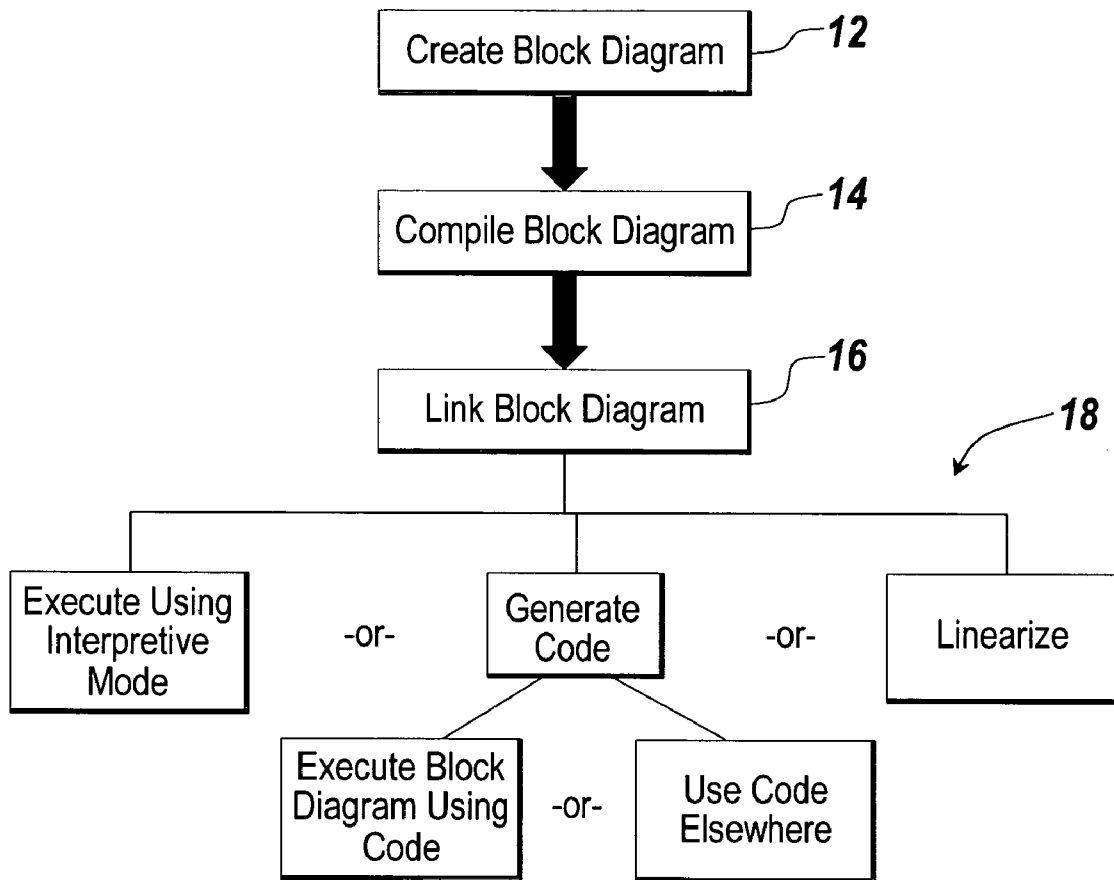 Create Block Diagram
12
Compile Block Diagram
14
Link Block Diagram
16
18
Execute Using
Interpretive
Mode
-or-
Generate
Code
-or-
Linearize
Execute Block
Diagram Using
Code
-or-
Use Code
Elsewhere